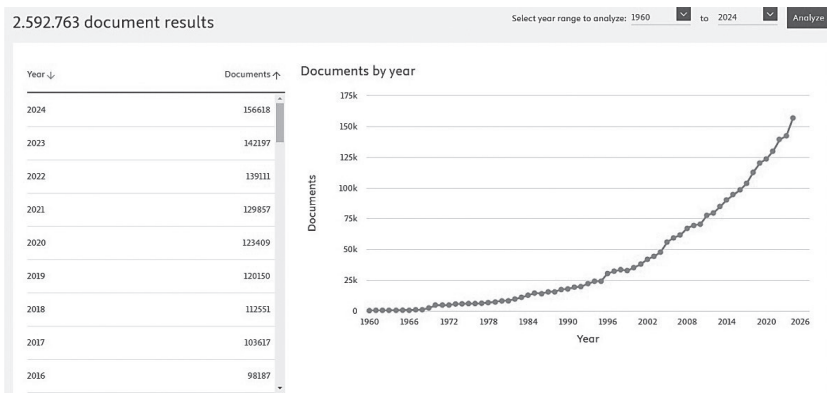 2.592.763 document results
Select year range to analyze: 1960 to 2024 Analyze
Year Documents
2024 156618
2023 142197
2022 139111
2021 129857
2020 123409
2019 120150
2018 112551
2017 103617
2016 98187
Documents by year
175k
150k
125k
100k
75k
50k
25k
0
Documents
1960 1966 1972 1978 1984 1990 1996 2002 2008 2014 2020 2026
Year